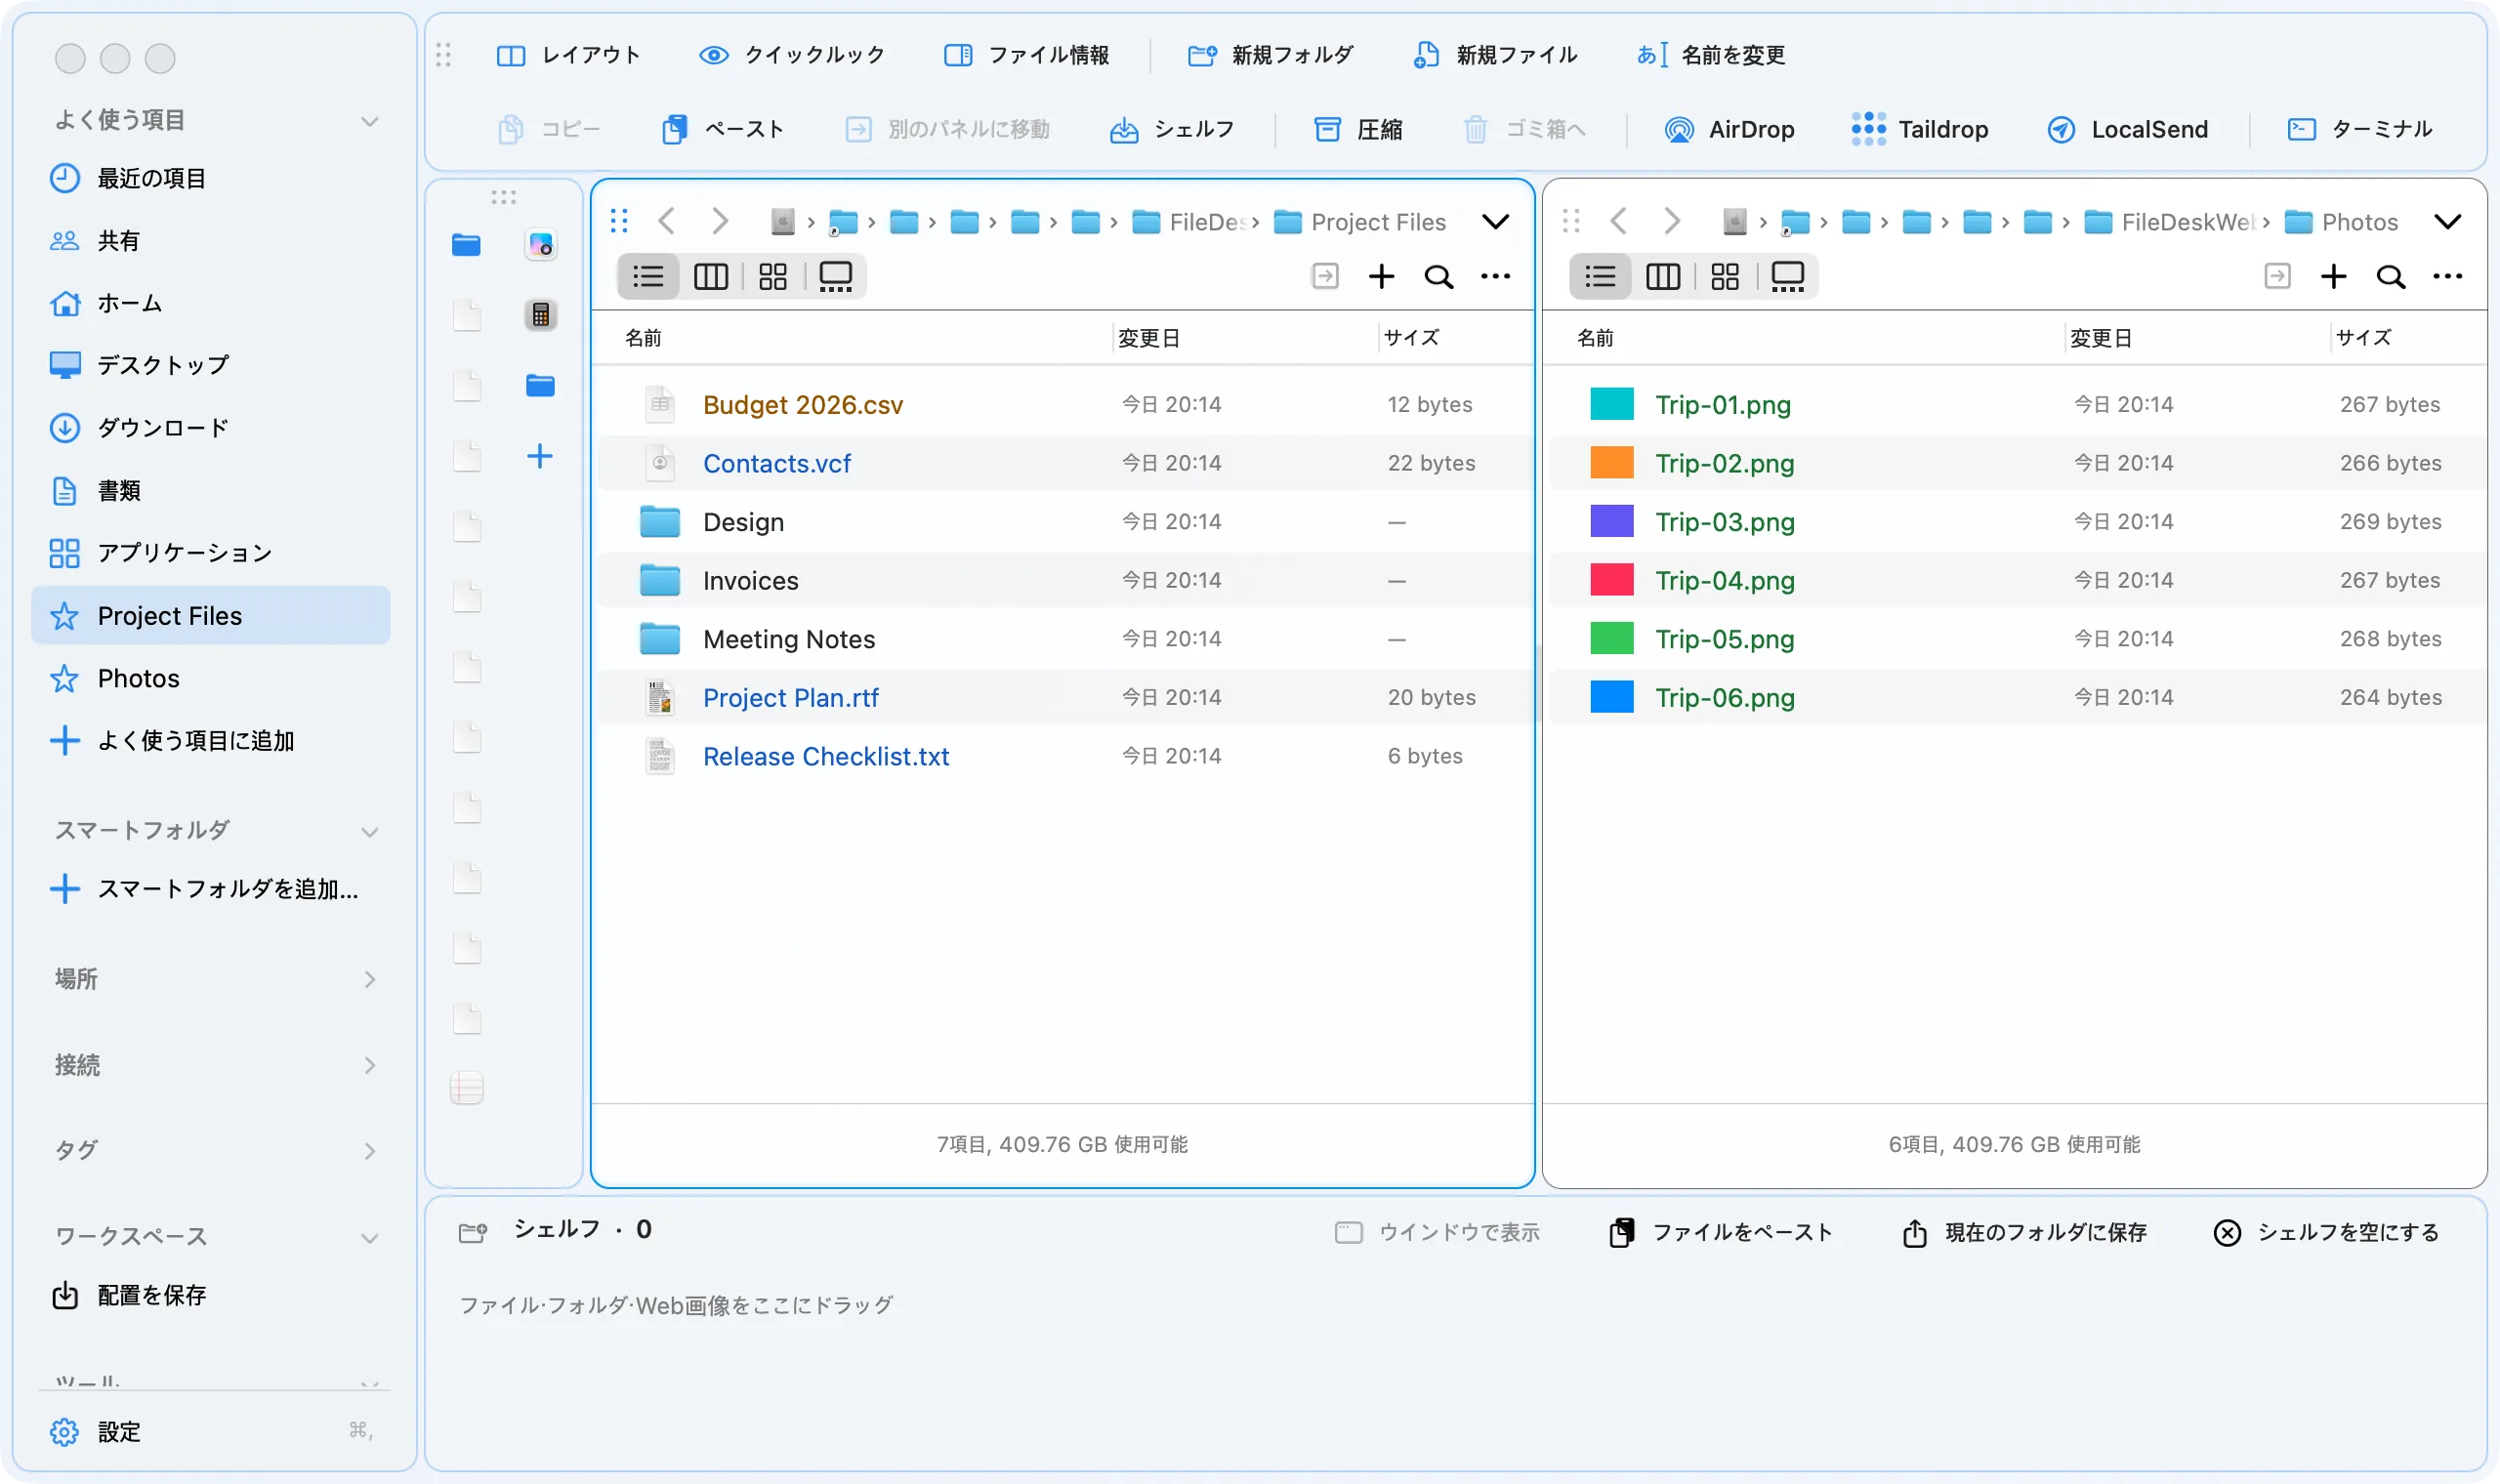 よく使う項目
最近の項目
共有
ホーム
デスクトップ
ダウンロード
書類
アプリケーション
Project Files
Photos
よく使う項目に追加
スマートフォルダ
スマートフォルダを追加...
場所
接続
タグ
ワークスペース
配置を保存
ツール
設定 ⌘,
レイアウト クイックルック ファイル情報 新規フォルダ 新規ファイル あ 名前を変更
コピー ペースト 別のパネルに移動 シェルフ 圧縮 ゴミ箱へ AirDrop Taildrop LocalSend ターミナル
FileDes Project Files
名前 変更日 サイズ
Budget 2026.csv 今日 20:14 12 bytes
Contacts.vcf 今日 20:14 22 bytes
Design 今日 20:14 —
Invoices 今日 20:14 —
Meeting Notes 今日 20:14 —
Project Plan.rtf 今日 20:14 20 bytes
Release Checklist.txt 今日 20:14 6 bytes
7項目, 409.76 GB 使用可能
FileDeskWeb Photos
名前 変更日 サイズ
Trip-01.png 今日 20:14 267 bytes
Trip-02.png 今日 20:14 266 bytes
Trip-03.png 今日 20:14 269 bytes
Trip-04.png 今日 20:14 267 bytes
Trip-05.png 今日 20:14 268 bytes
Trip-06.png 今日 20:14 264 bytes
6項目, 409.76 GB 使用可能
シェルフ · 0 ウインドウで表示 ファイルをペースト 現在のフォルダに保存 シェルフを空にする
ファイル·フォルダ·Web画像をここにドラッグ